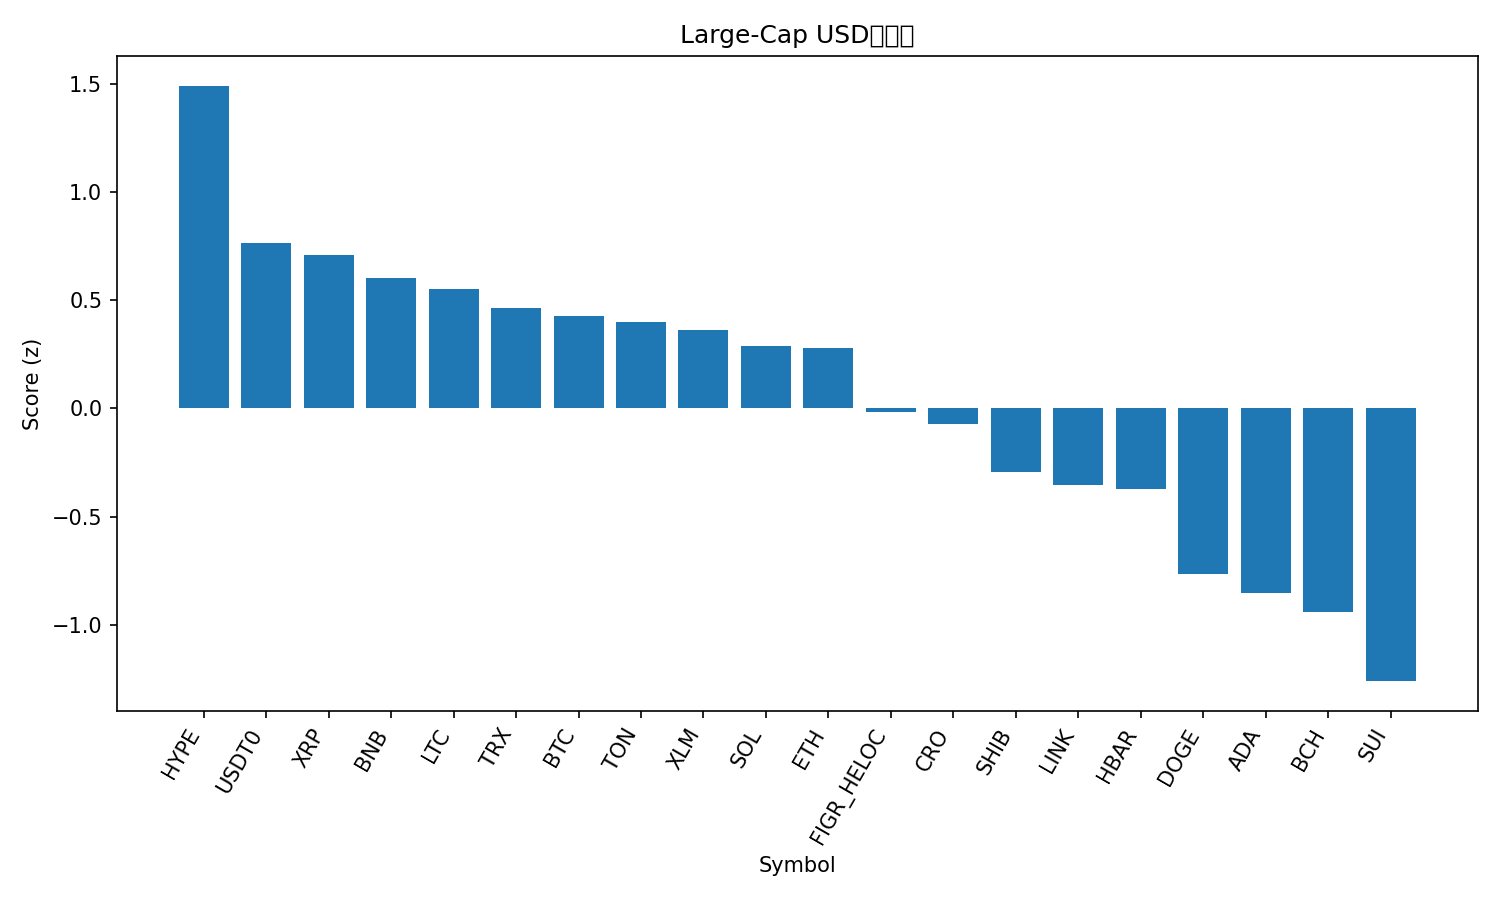 Large-Cap USD
1.5
1.0
0.5
0.0
−0.5
−1.0
Score (z)
HYPE
USDT0
XRP
BNB
LTC
TRX
BTC
TON
XLM
SOL
ETH
FIGR_HELOC
CRO
SHIB
LINK
HBAR
DOGE
ADA
BCH
SUI
Symbol